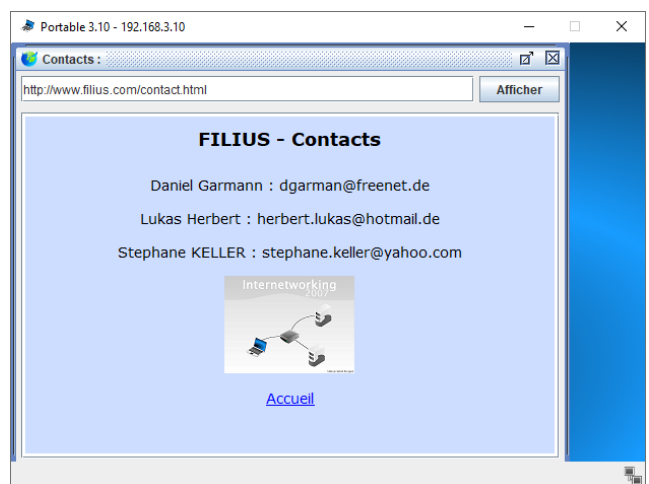 Portable 3.10 - 192.168.3.10
Contacts :
http://www.filius.com/contact.html
Afficher
FILIUS - Contacts
Daniel Garmann : dgarman@freenet.de
Lukas Herbert : herbert.lukas@hotmail.de
Stephane KELLER : stephane.keller@yahoo.com
Internetworking
2007
Accueil